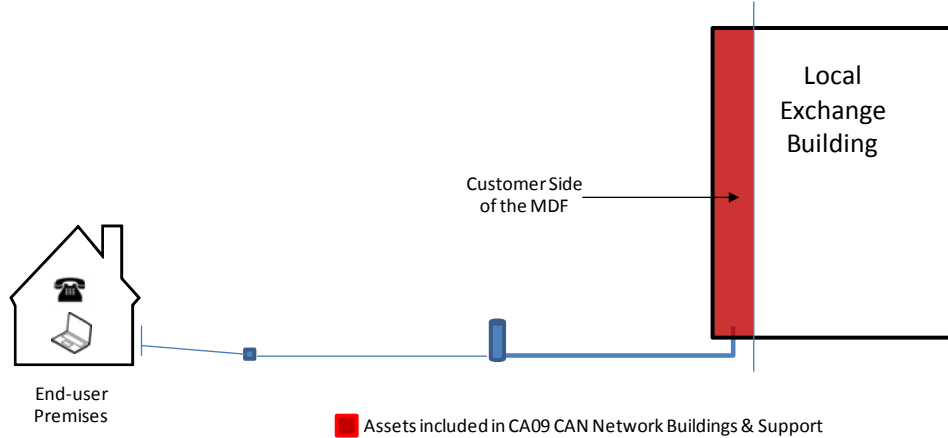 Local
Exchange
Building
Customer Side
of the MDF
End-user
Premises
Assets included in CA09 CAN Network Buildings & Support